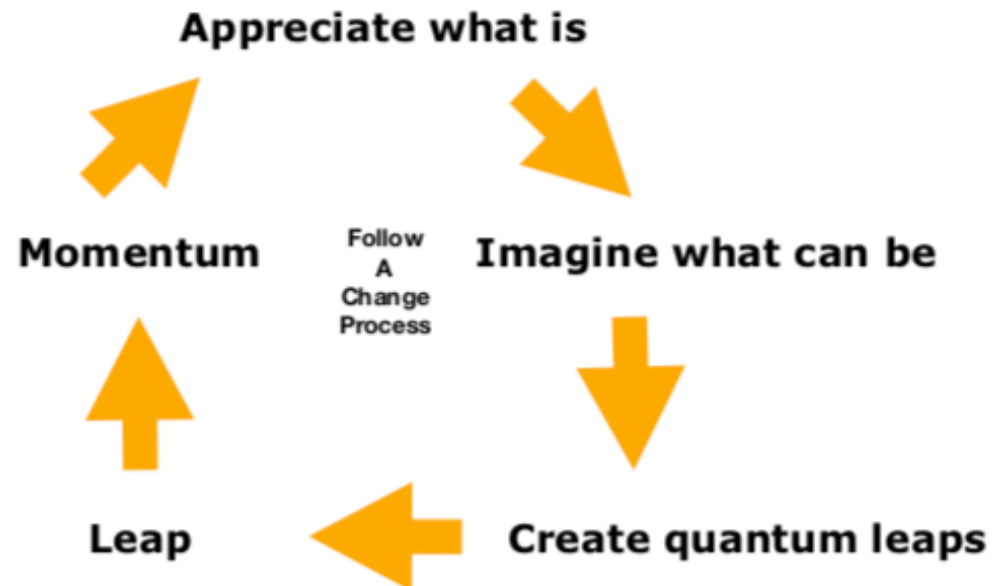 Appreciate what is
Momentum
Follow
A
Change
Process
Imagine what can be
Leap
Create quantum leaps